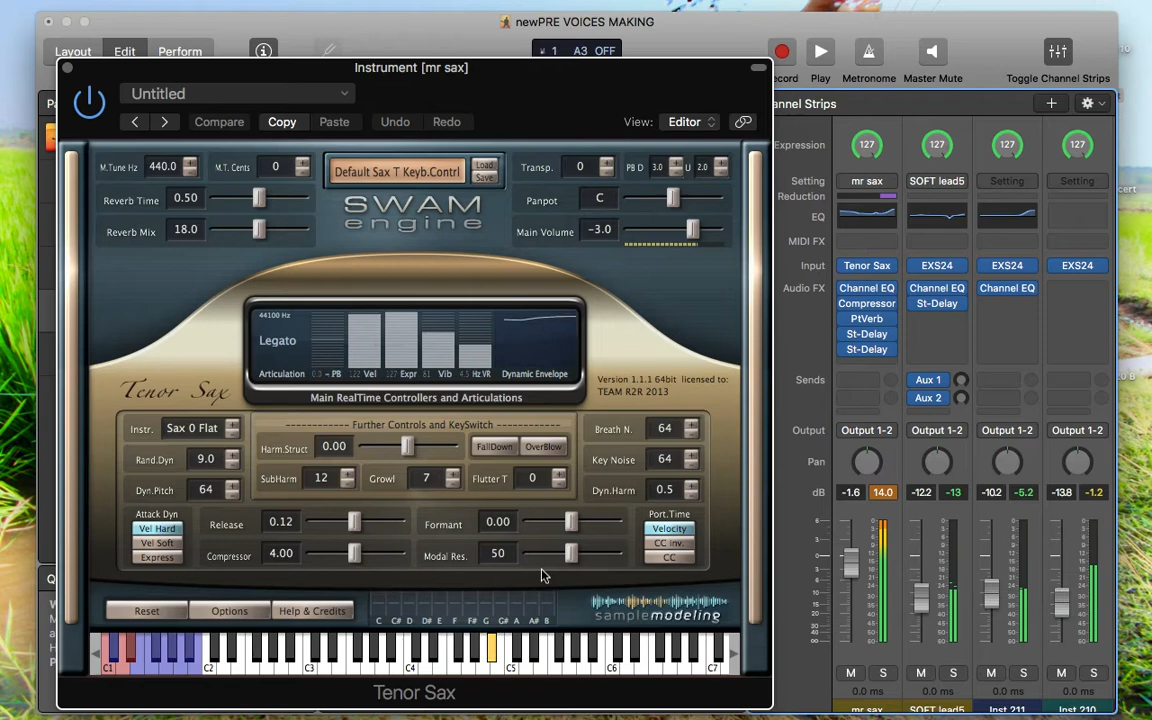 newPRE VOICES MAKING
Layout Edit Perform
1 A3 OFF
Play Metronome Master Mute Toggle Channel Strips
Instrument [mr sax]
Untitled
Compare Copy Paste Undo Redo View: Editor
M.Tune Hz 440.0 M.T. Cents 0
Default Sax T Keyb.Contrl Load Save
Transp. 0 PB D 3.0 U 2.0
Reverb Time 0.50
SWAM engine
Panpot C
Reverb Mix 18.0
Main Volume -3.0
44100 Hz
Legato
Articulation 0.0 - PB 122 Vel 127 Expr 81 Vib 4.5 Hz VR Dynamic Envelope
Main RealTime Controllers and Articulations
Tenor Sax
Version 1.1.1 64bit licensed to:
TEAM R2R 2013
Further Controls and KeySwitch
Instr. Sax 0 Flat
Harm.Struct 0.00 FallDown OverBlow
Breath N. 64
Rand.Dyn 9.0
Key Noise 64
SubHarm 12 Growl 7 Flutter T 0
Dyn.Pitch 64
Dyn.Harm 0.5
Attack Dyn
Vel Hard
Vel Soft
Express
Release 0.12 Formant 0.00
Compressor 4.00 Modal Res. 50
Port.Time
Velocity
CC inv.
CC
Reset Options Help & Credits
C C# D D# E F F# G G# A A# B
samplemodeling
C1 C2 C3 C4 C5 C6 C7
Tenor Sax
Expression 127 127 127 127
Setting mr sax SOFT lead5 Setting Setting
Reduction
EQ
MIDI FX
Input Tenor Sax EXS24 EXS24 EXS24
Audio FX Channel EQ Channel EQ Channel EQ
Compressor St-Delay
PtVerb
St-Delay
St-Delay
Sends Aux 1
Aux 2
Output Output 1-2 Output 1-2 Output 1-2 Output 1-2
Pan
dB -1.6 14.0 -12.2 -13 -10.2 -5.2 -13.8 -1.2
M S M S M S M S
0.0 ms 0.0 ms 0.0 ms 0.0 ms
mr sax SOFT lead5 Inst 211 Inst 210